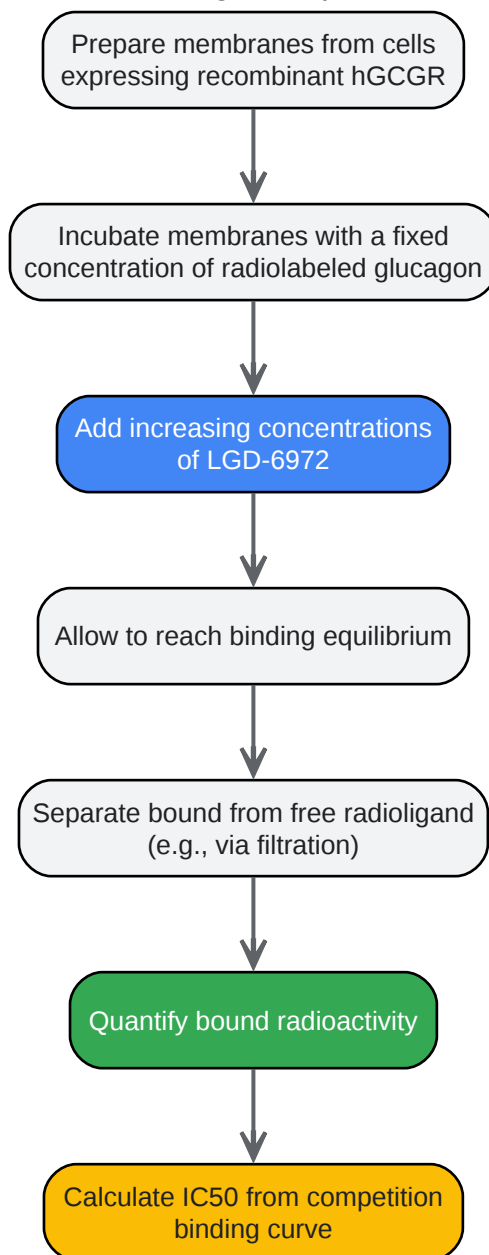 Prepare membranes from cells
expressing recombinant hGCGR
Incubate membranes with a fixed
concentration of radiolabeled glucagon
Add increasing concentrations
of LGD-6972
Allow to reach binding equilibrium
Separate bound from free radioligand
(e.g., via filtration)
Quantify bound radioactivity
Calculate IC50 from competition
binding curve